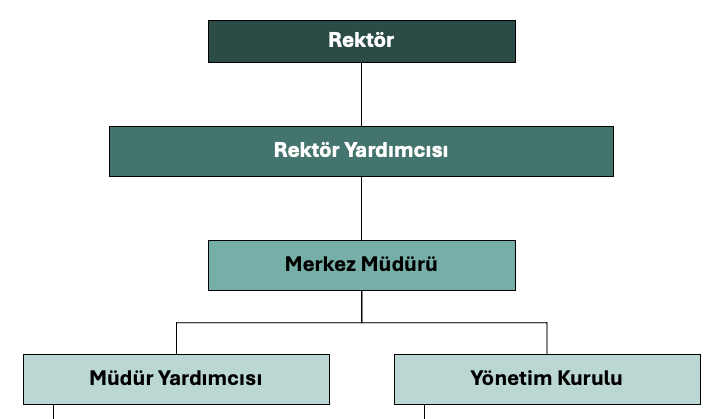 Rektör
Rektör Yardımcısı
Merkez Müdürü
Müdür Yardımcısı
Yönetim Kurulu